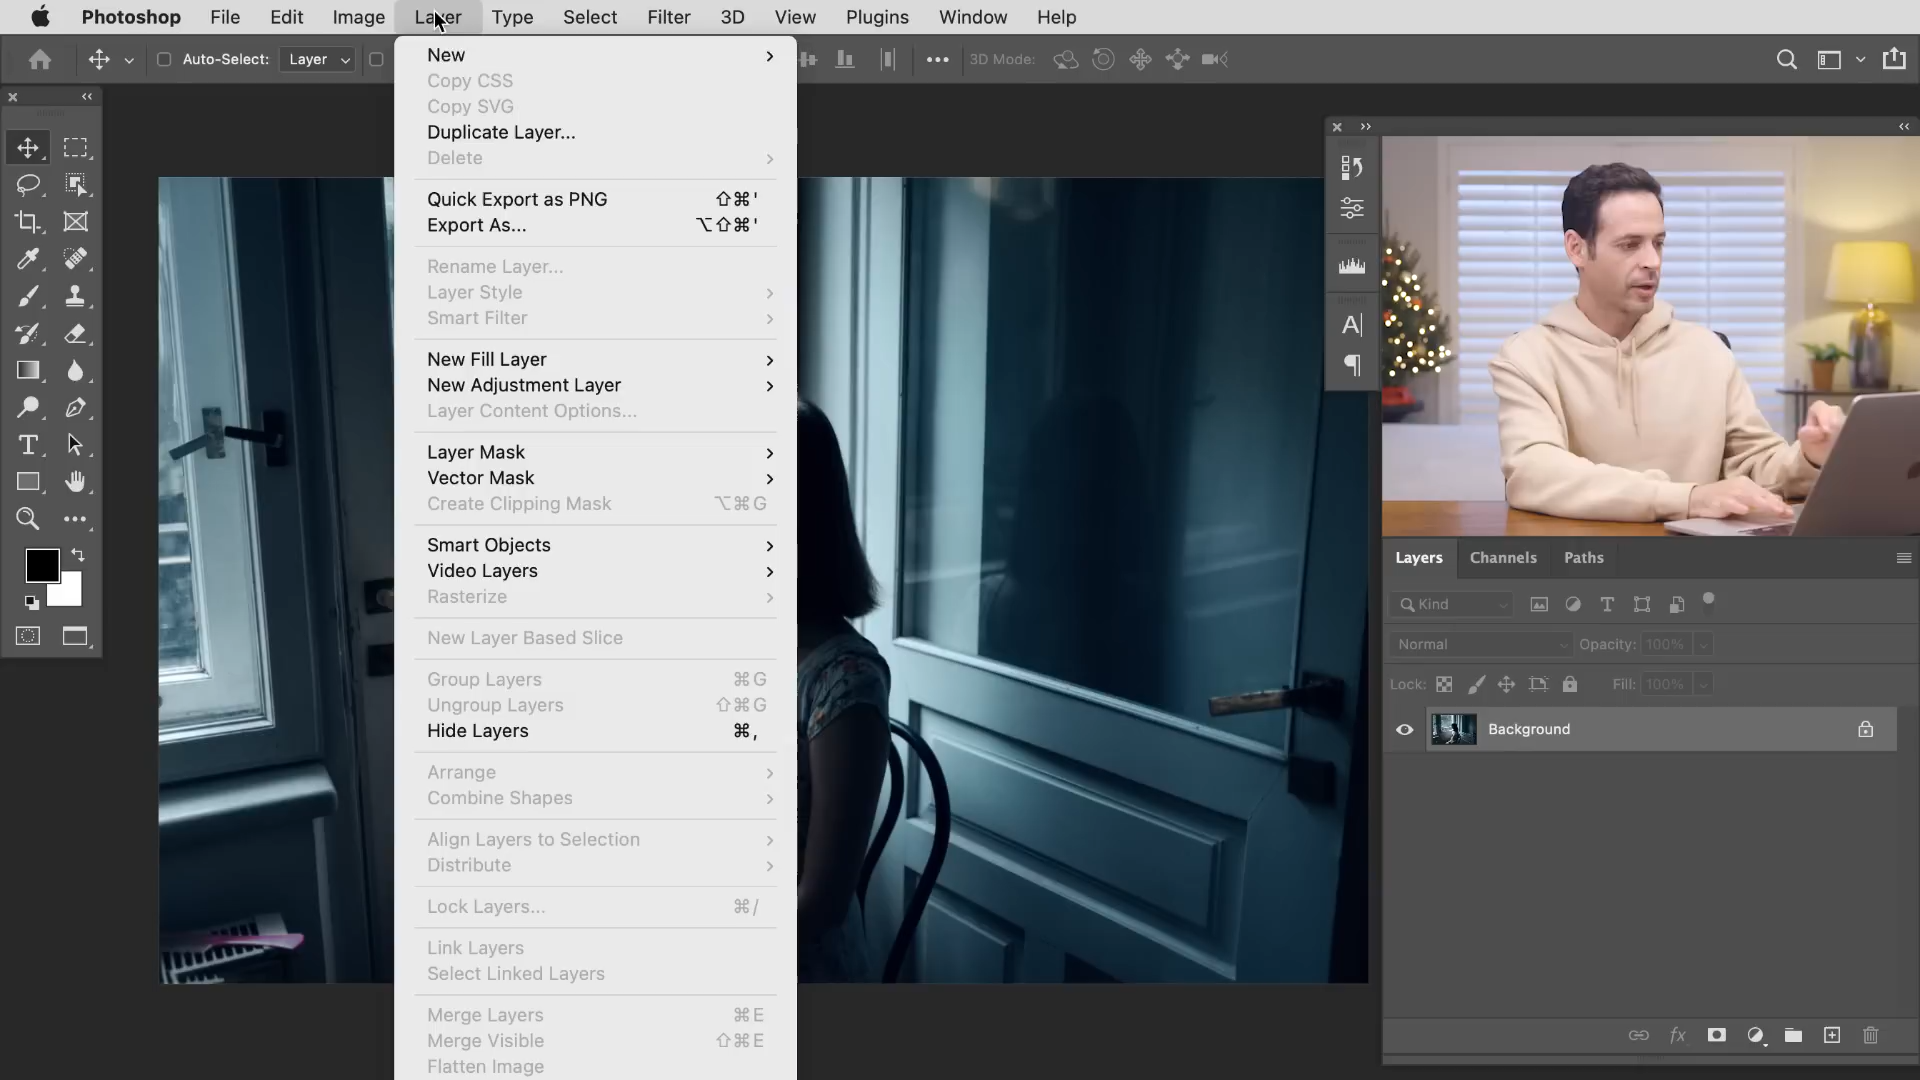 Photoshop File Edit Image Layer Type Select Filter 3D View Plugins Window Help
Auto-Select: Layer
3D Mode:
New
Copy CSS
Copy SVG
Duplicate Layer...
Delete
Quick Export as PNG ⇧⌘'
Export As... ⌥⇧⌘'
Rename Layer...
Layer Style
Smart Filter
New Fill Layer
New Adjustment Layer
Layer Content Options...
Layer Mask
Vector Mask
Create Clipping Mask ⌥⌘G
Smart Objects
Video Layers
Rasterize
New Layer Based Slice
Group Layers ⌘G
Ungroup Layers ⇧⌘G
Hide Layers ⌘,
Arrange
Combine Shapes
Align Layers to Selection
Distribute
Lock Layers... ⌘/
Link Layers
Select Linked Layers
Merge Layers ⌘E
Merge Visible ⇧⌘E
Flatten Image
Layers Channels Paths
Kind
Normal Opacity: 100%
Lock: Fill: 100%
Background